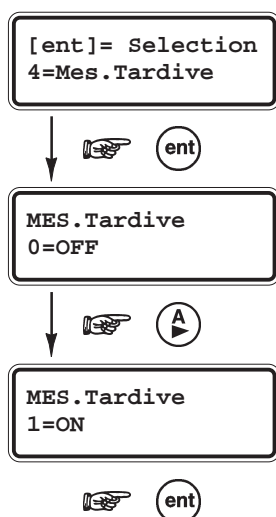 [ent]= Selection
4=Mes.Tardive
ent
MES.Tardive
0=OFF
A
MES.Tardive
1=ON
ent